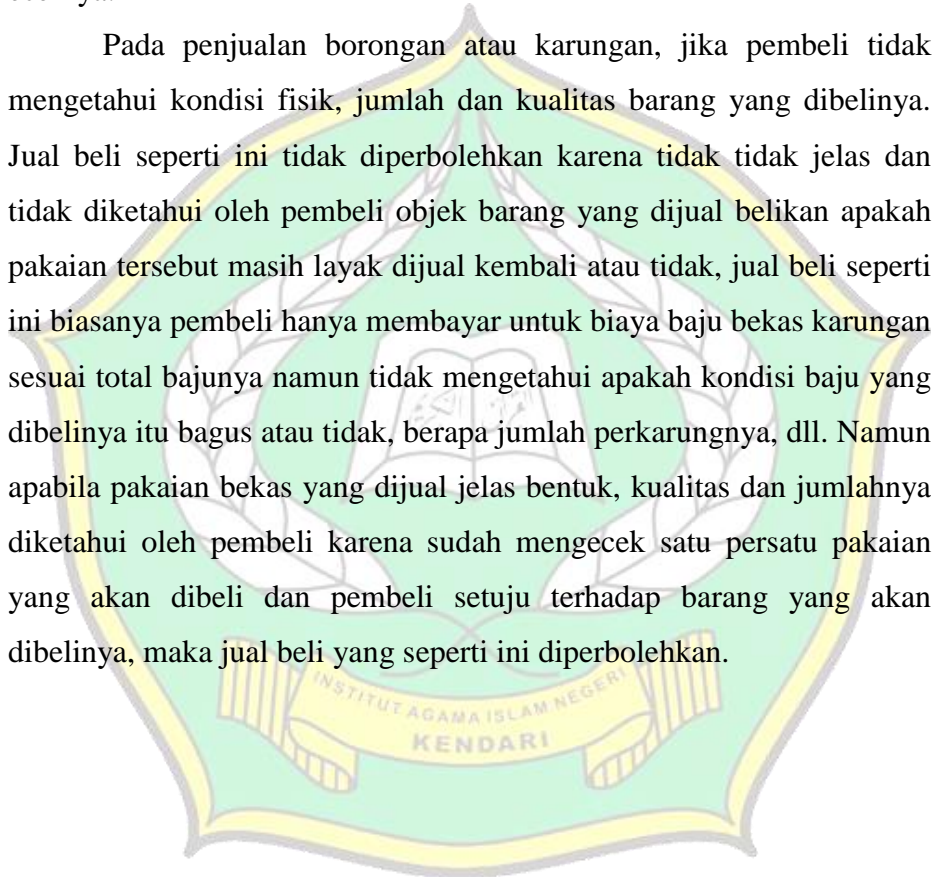 Pada penjualan borongan atau karungan, jika pembeli tidak
mengetahui kondisi fisik, jumlah dan kualitas barang yang dibelinya.
Jual beli seperti ini tidak diperbolehkan karena tidak tidak jelas dan
tidak diketahui oleh pembeli objek barang yang dijual belikan apakah
pakaian tersebut masih layak dijual kembali atau tidak, jual beli seperti
ini biasanya pembeli hanya membayar untuk biaya baju bekas karungan
sesuai total bajunya namun tidak mengetahui apakah kondisi baju yang
dibelinya itu bagus atau tidak, berapa jumlah perkarungnya, dll. Namun
apabila pakaian bekas yang dijual jelas bentuk, kualitas dan jumlahnya
diketahui oleh pembeli karena sudah mengecek satu persatu pakaian
yang akan dibeli dan pembeli setuju terhadap barang yang akan
dibelinya, maka jual beli yang seperti ini diperbolehkan.
INSTITUT AGAMA ISLAM NEGERI
KENDARI